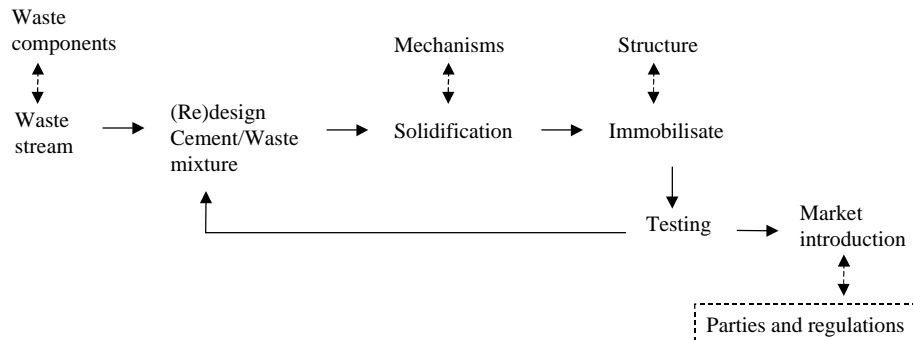 Waste
components
Mechanisms
Structure
Waste
stream
(Re)design
Cement/Waste
mixture
Solidification
Immobilisate
Testing
Market
introduction
Parties and regulations